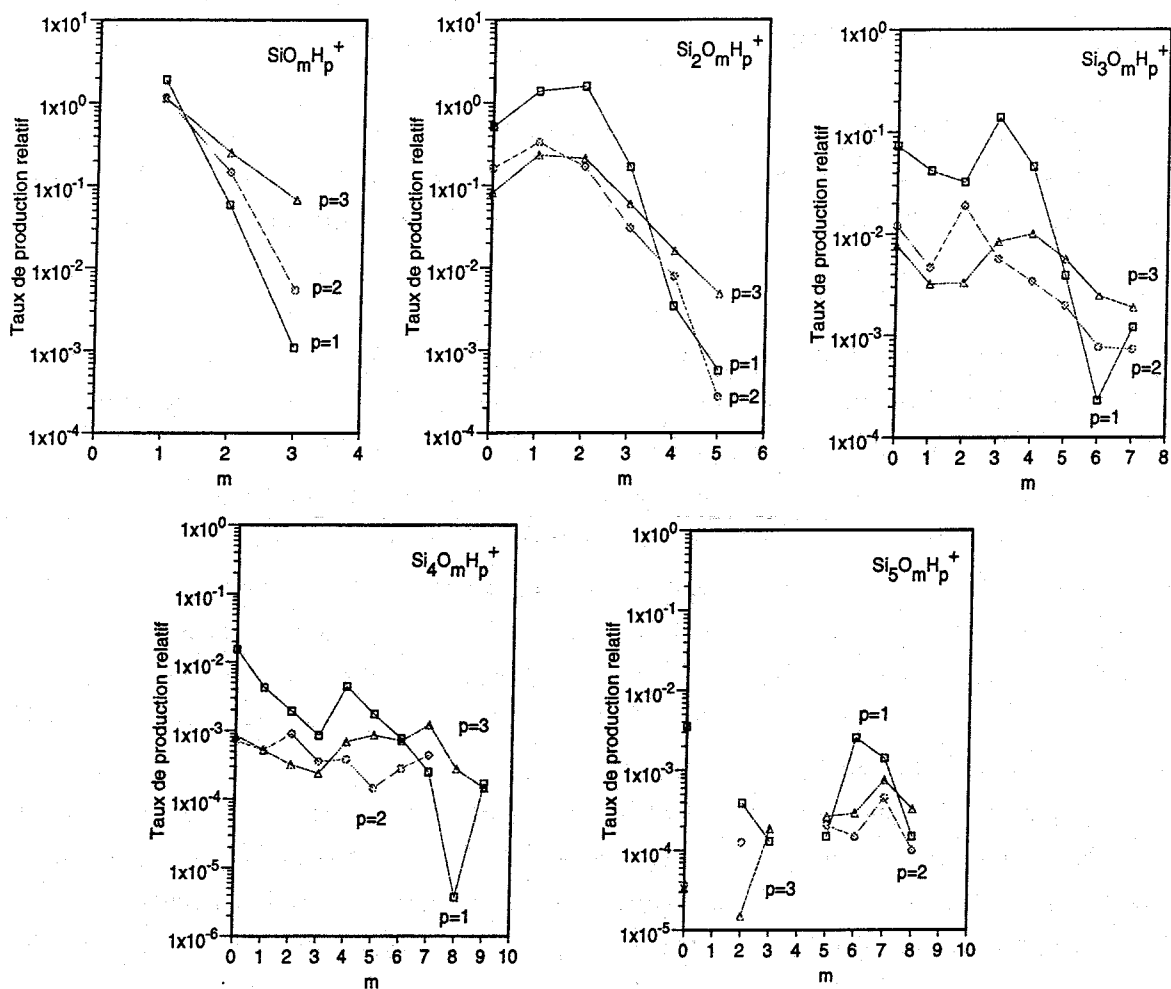 Taux de production relatif
SiOmHp+
1x10^1
1x10^0
1x10^-1
1x10^-2
1x10^-3
1x10^-4
p=3
p=2
p=1
0 1 2 3 4
m
Taux de production relatif
Si2OmHp+
1x10^1
1x10^0
1x10^-1
1x10^-2
1x10^-3
1x10^-4
p=3
p=1
p=2
0 1 2 3 4 5 6
m
Taux de production relatif
Si3OmHp+
1x10^0
1x10^-1
1x10^-2
1x10^-3
1x10^-4
p=3
p=2
p=1
0 1 2 3 4 5 6 7 8
m
Taux de production relatif
Si4OmHp+
1x10^0
1x10^-1
1x10^-2
1x10^-3
1x10^-4
1x10^-5
1x10^-6
p=3
p=2
p=1
0 1 2 3 4 5 6 7 8 9 10
m
Taux de production relatif
Si5OmHp+
1x10^0
1x10^-1
1x10^-2
1x10^-3
1x10^-4
1x10^-5
p=1
p=3
p=2
0 1 2 3 4 5 6 7 8 9 10
m